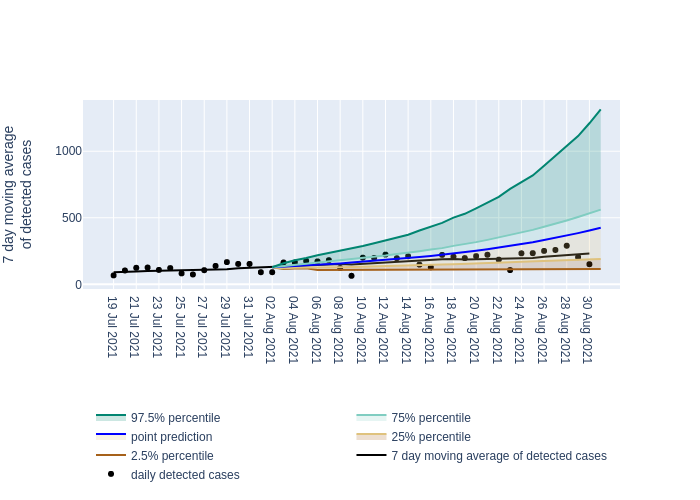 7 day moving average
of detected cases
1000
500
0
19 Jul 2021
21 Jul 2021
23 Jul 2021
25 Jul 2021
27 Jul 2021
29 Jul 2021
31 Jul 2021
02 Aug 2021
04 Aug 2021
06 Aug 2021
08 Aug 2021
10 Aug 2021
12 Aug 2021
14 Aug 2021
16 Aug 2021
18 Aug 2021
20 Aug 2021
22 Aug 2021
24 Aug 2021
26 Aug 2021
28 Aug 2021
30 Aug 2021
97.5% percentile
75% percentile
point prediction
25% percentile
2.5% percentile
7 day moving average of detected cases
daily detected cases